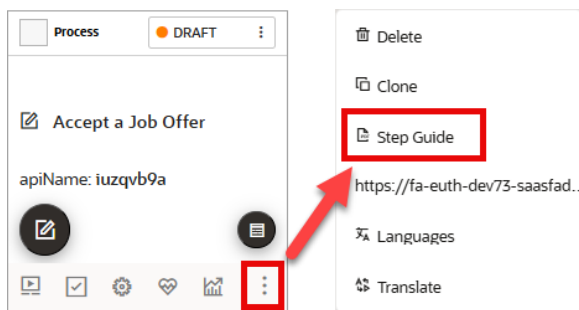 Process
DRAFT
Accept a Job Offer
apiName: iuzqvb9a
Delete
Clone
Step Guide
https://fa-euth-dev73-saasfad...
Languages
Translate